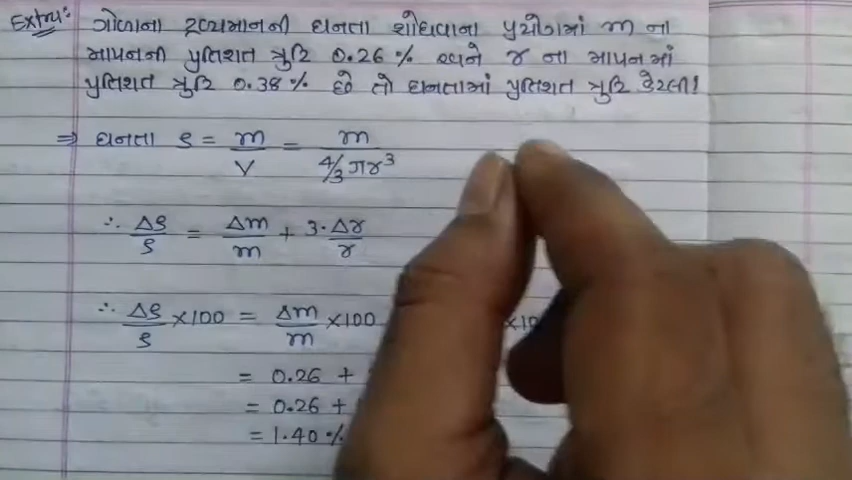 Extra:
ગોળાના દ્રવ્યમાનની ઘનતા શોધવાના પ્રયોગમાં m ના
માપનની પ્રતિશત ત્રુટિ 0.26 % અને r ના માપનમાં
પ્રતિશત ત્રુટિ 0.38 % છે તો ઘનતામાં પ્રતિશત ત્રુટિ કેટલી!
⇒ ઘનતા ρ = m/V = m/(4/3 πr³)
∴ Δρ/ρ = Δm/m + 3·Δr/r
∴ Δρ/ρ ×100 = Δm/m ×100
= 0.26 +
= 0.26 +
= 1.40 %